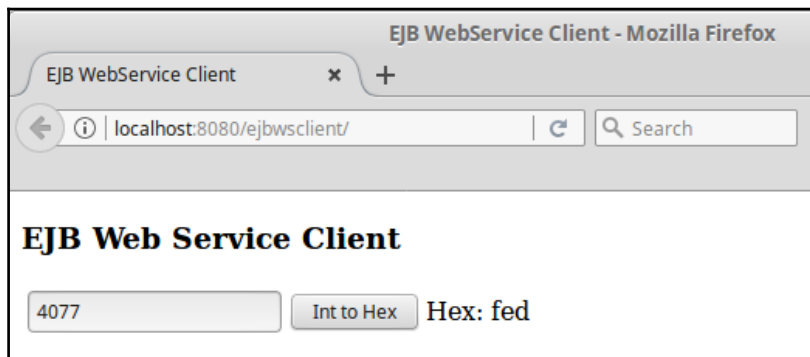 EJB WebService Client - Mozilla Firefox
EJB WebService Client
localhost:8080/ejbwsclient/
Search
EJB Web Service Client
4077 Int to Hex Hex: fed